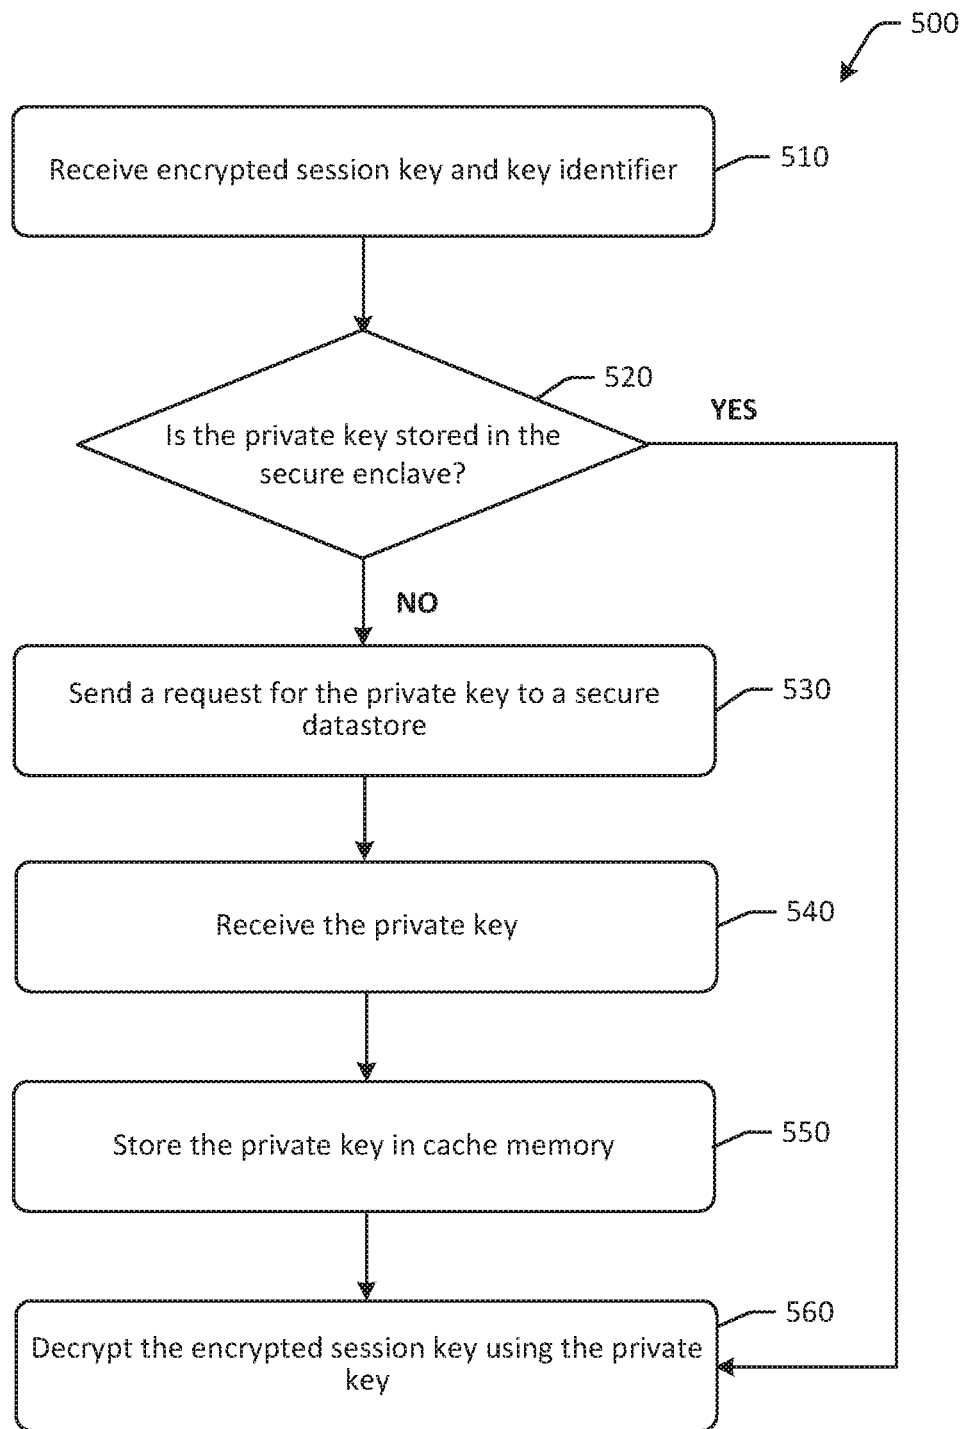 500
Receive encrypted session key and key identifier
510
520
YES
Is the private key stored in the
secure enclave?
NO
Send a request for the private key to a secure
datastore
530
Receive the private key
540
Store the private key in cache memory
550
560
Decrypt the encrypted session key using the private
key